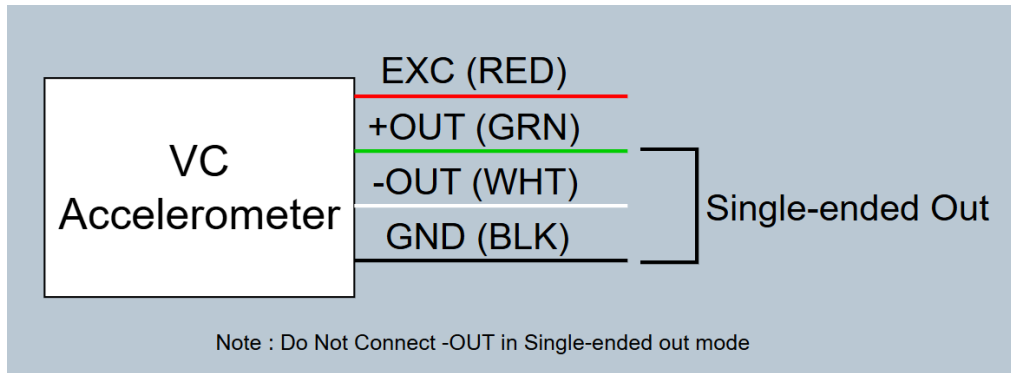 EXC (RED)
+OUT (GRN)
VC
Accelerometer
-OUT (WHT)
Single-ended Out
GND (BLK)
Note : Do Not Connect -OUT in Single-ended out mode